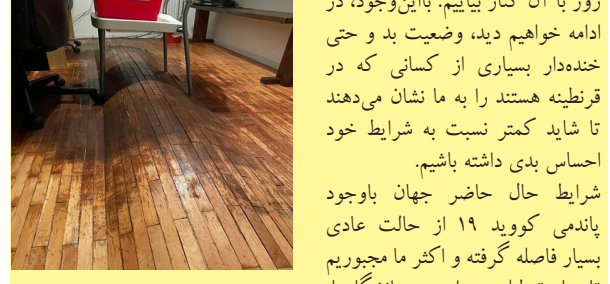 روز با آن کنار بیاییم. بااین‌وجود، در
ادامه خواهیم دید، وضعیت بد و حتی
خنده‌دار بسیاری از کسانی که در
قرنطینه هستند را به ما نشان می‌دهند
تا شاید کمتر نسبت به شرایط خود
احساس بدی داشته باشیم.
شرایط حال حاضر جهان باوجود
پاندمی کووید ۱۹ از حالت عادی
بسیار فاصله گرفته و اکثر ما مجبوریم